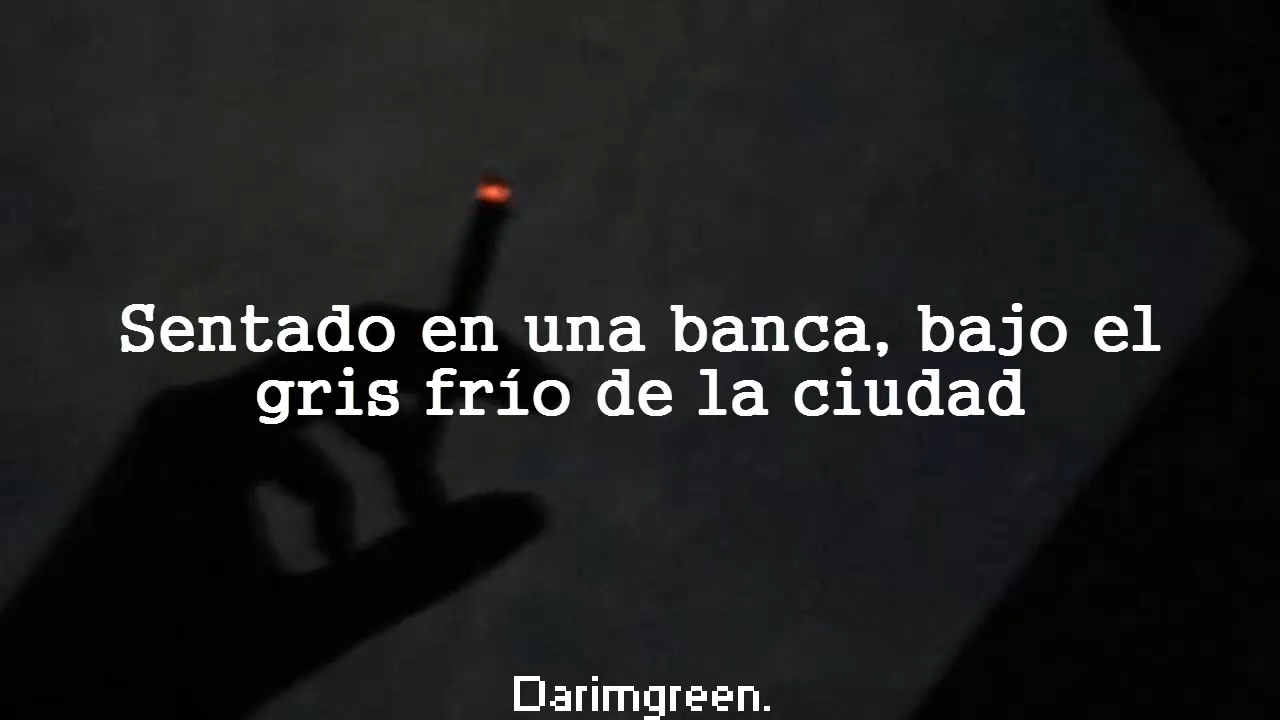 Sentado en una banca, bajo el
gris frío de la ciudad
Darimgreen.